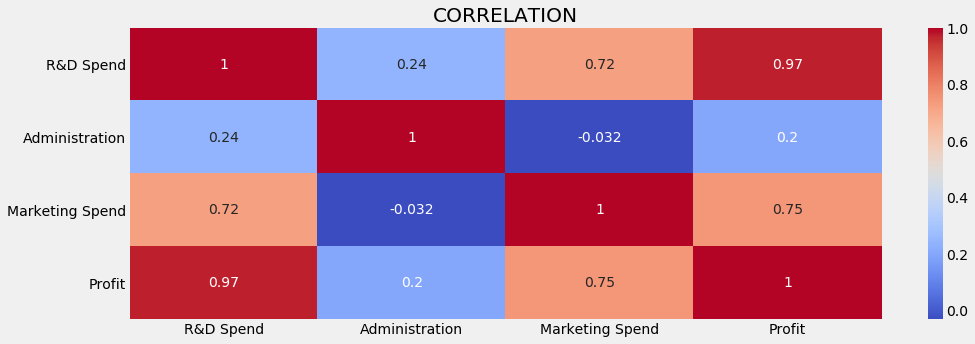 CORRELATION
R&D Spend 1 0.24 0.72 0.97
Administration 0.24 1 -0.032 0.2
Marketing Spend 0.72 -0.032 1 0.75
Profit 0.97 0.2 0.75 1
R&D Spend Administration Marketing Spend Profit
1.0
0.8
0.6
0.4
0.2
0.0